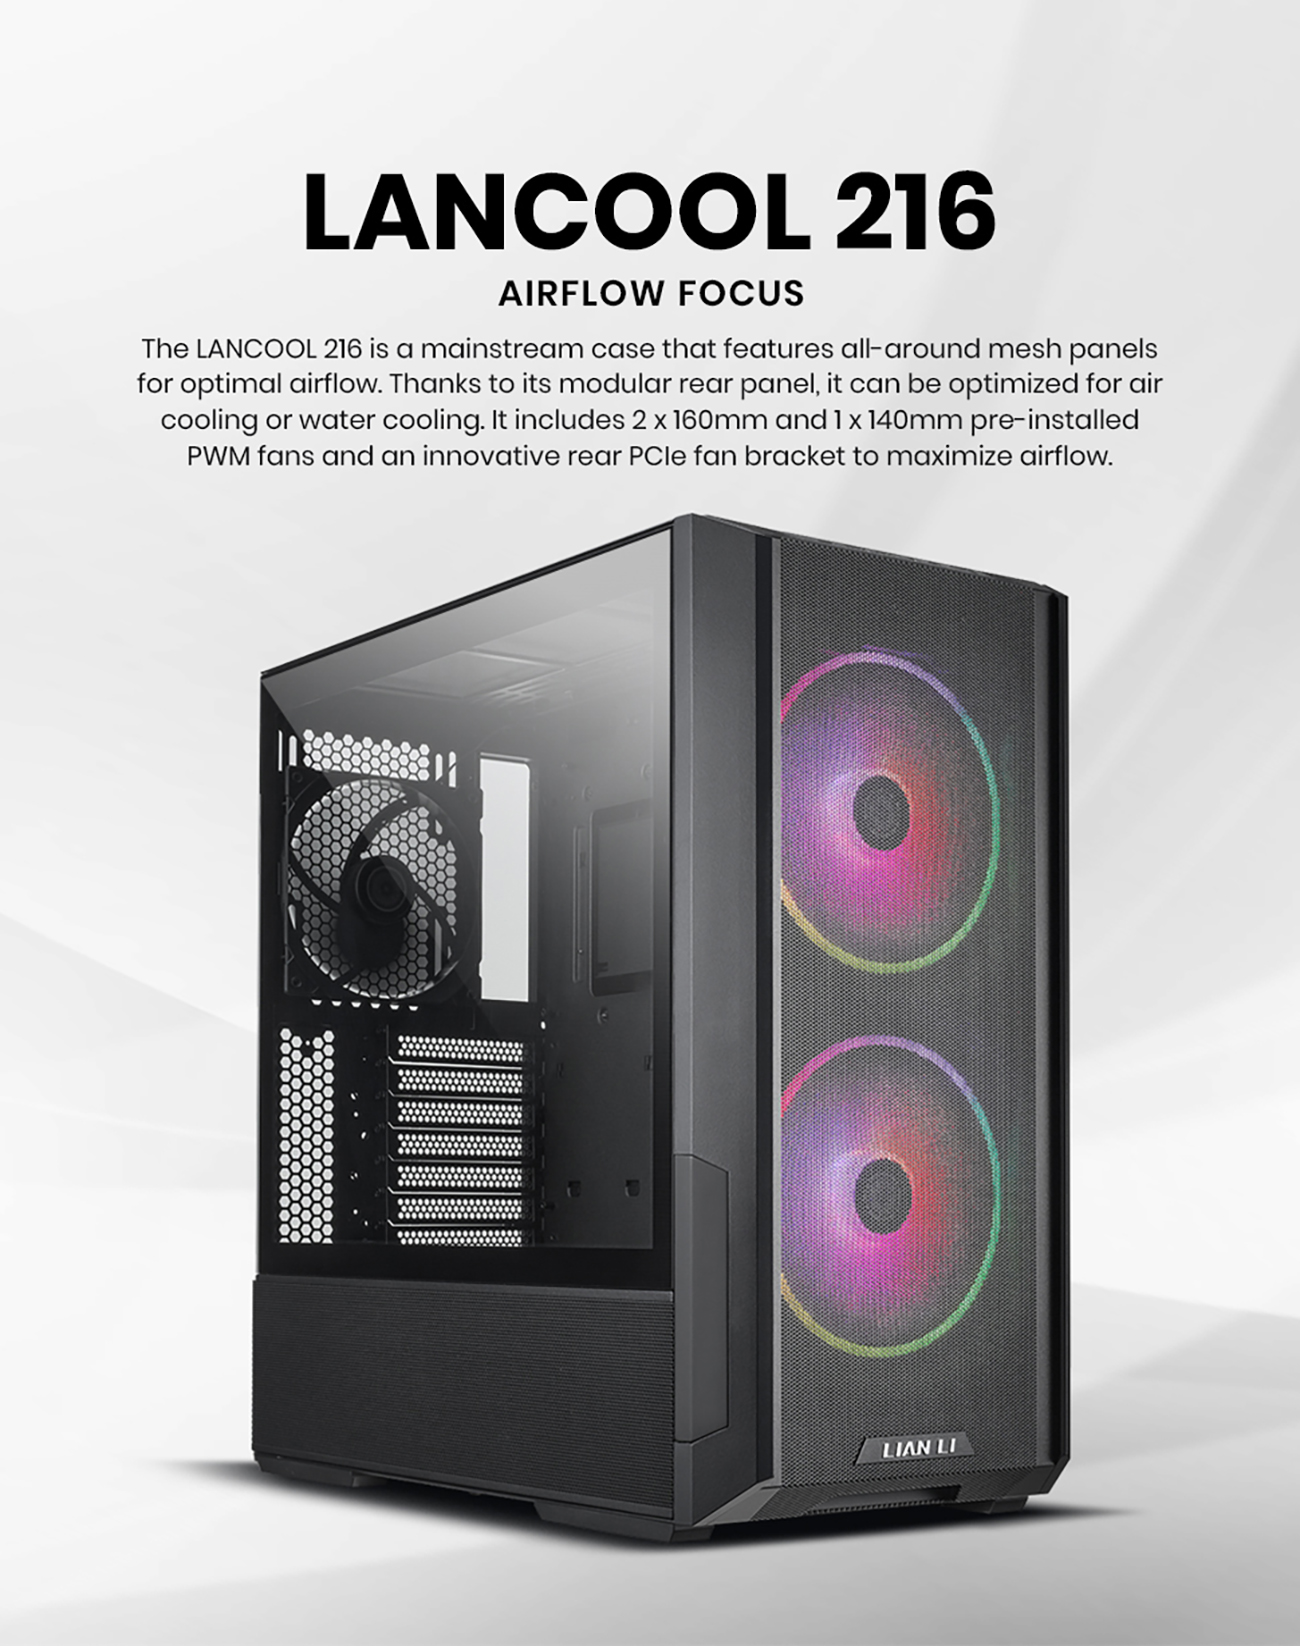 LANCOOL 216
AIRFLOW FOCUS
The LANCOOL 216 is a mainstream case that features all-around mesh panels
for optimal airflow. Thanks to its modular rear panel, it can be optimized for air
cooling or water cooling. It includes 2 x 160mm and 1 x 140mm pre-installed
PWM fans and an innovative rear PCIe fan bracket to maximize airflow.
LIAN LI